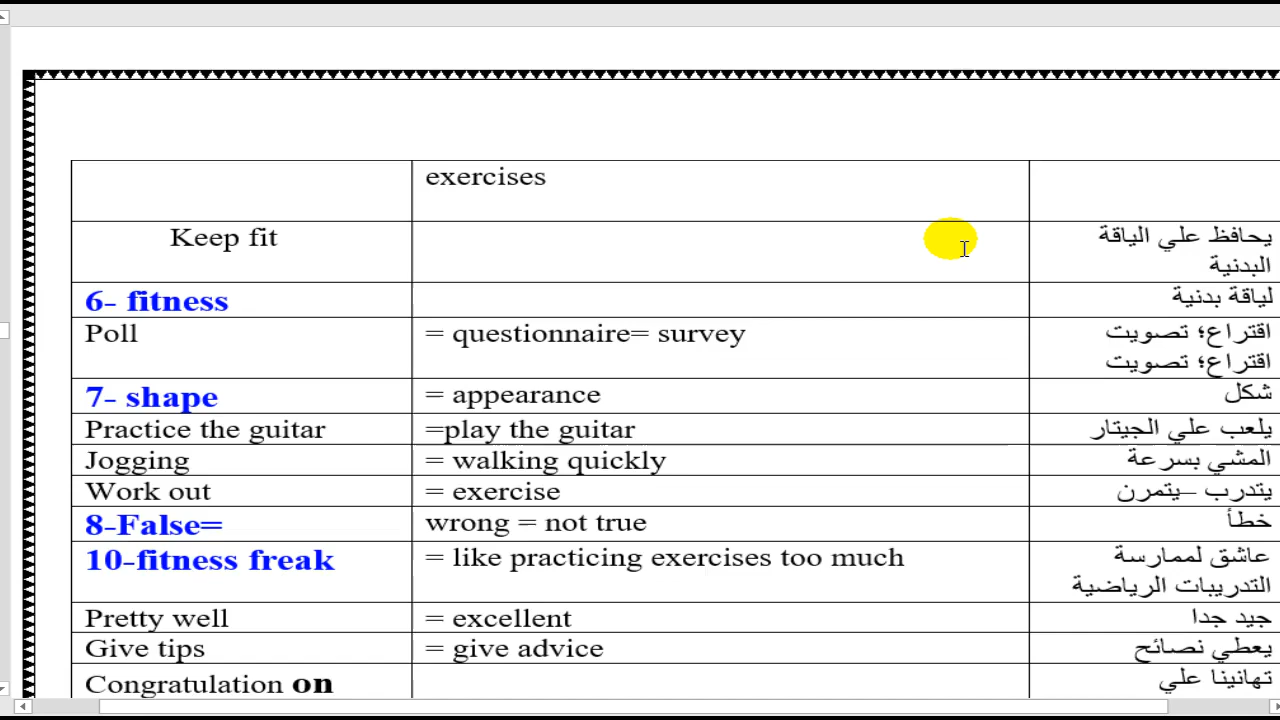 exercises
Keep fit
يحافظ علي الياقة
البدنية
6- fitness
لياقة بدنية
Poll
= questionnaire= survey
اقتراع؛ تصويت
اقتراع؛ تصويت
7- shape
= appearance
شكل
Practice the guitar
=play the guitar
يلعب علي الجيتار
Jogging
= walking quickly
المشي بسرعة
Work out
= exercise
يتدرب –يتمرن
8-False=
wrong = not true
خطأ
10-fitness freak
= like practicing exercises too much
عاشق لممارسة
التدريبات الرياضية
Pretty well
= excellent
جيد جدا
Give tips
= give advice
يعطي نصائح
Congratulation on
تهانينا علي